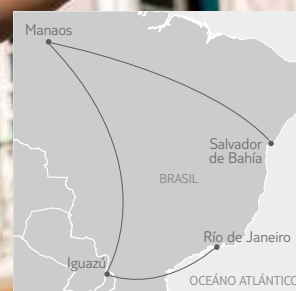 Manaos
Salvador
de Bahía
BRASIL
Río de Janeiro
Iguazú
OCEÁNO ATLÁNTICO